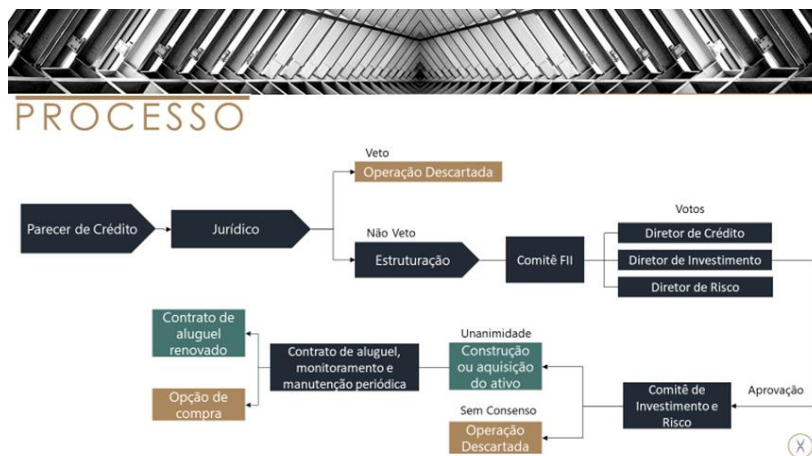 PROCESSO
Veto
Operação Descartada
Parecer de Crédito
Jurídico
Não Veto
Estruturação
Comitê FII
Votos
Diretor de Crédito
Diretor de Investimento
Diretor de Risco
Aprovação
Comitê de
Investimento e
Risco
Unanimidade
Construção
ou aquisição
do ativo
Sem Consenso
Operação
Descartada
Contrato de aluguel,
monitoramento e
manutenção periódica
Contrato de
aluguel
renovado
Opção de
compra